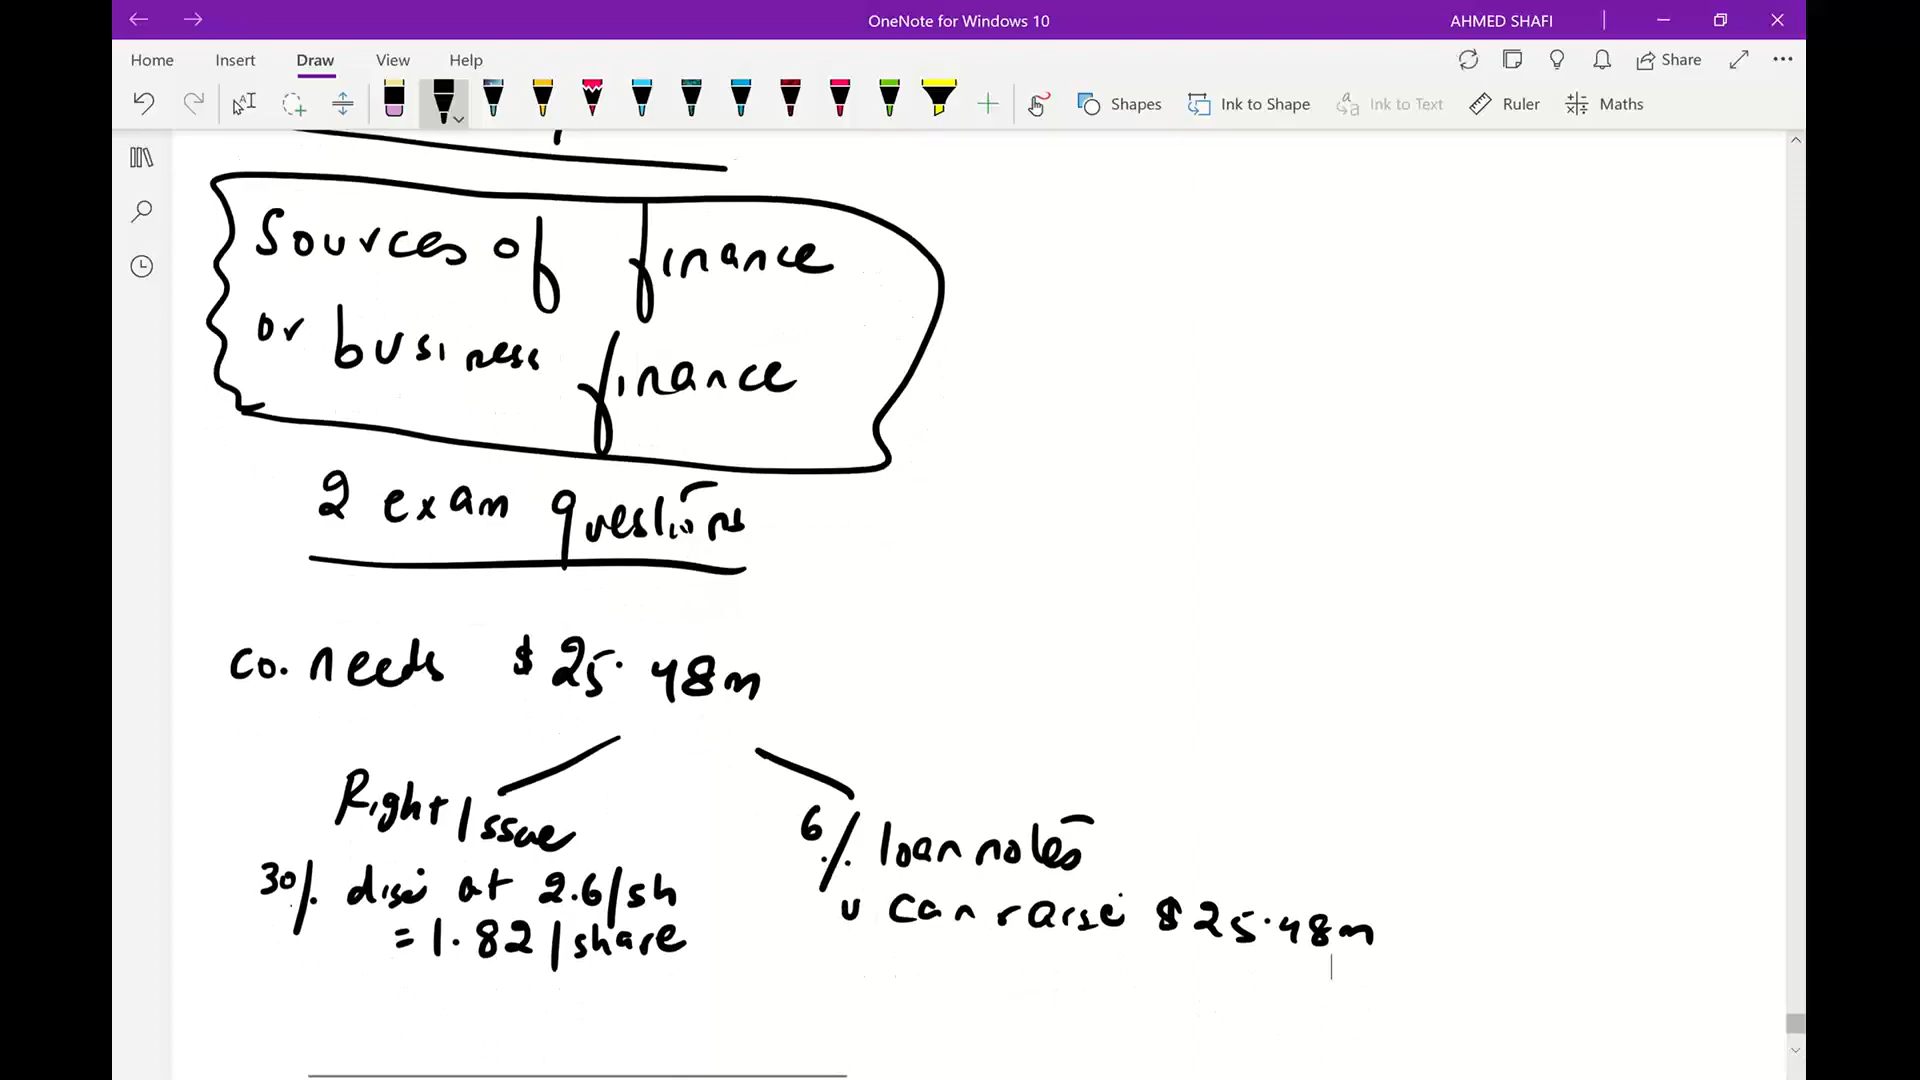 OneNote for Windows 10
AHMED SHAFI
Home Insert Draw View Help
Share
Shapes Ink to Shape Ink to Text Ruler Maths
Sources of finance
or business finance
2 exam questions
co. needs $25.48m
Right Issue
30% disc at 2.6/sh
= 1.82/share
6% loan notes
u can raise $25.48m